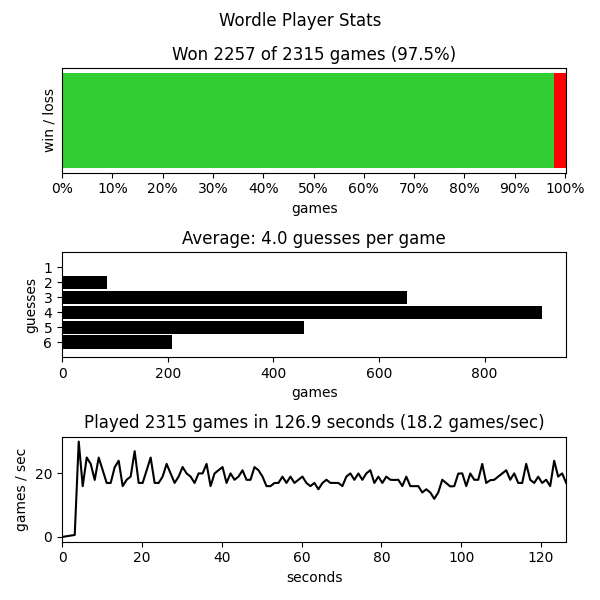 Wordle Player Stats
Won 2257 of 2315 games (97.5%)
win / loss
0% 10% 20% 30% 40% 50% 60% 70% 80% 90% 100%
games
Average: 4.0 guesses per game
guesses
1
2
3
4
5
6
0 200 400 600 800
games
Played 2315 games in 126.9 seconds (18.2 games/sec)
games / sec
20
0
0 20 40 60 80 100 120
seconds